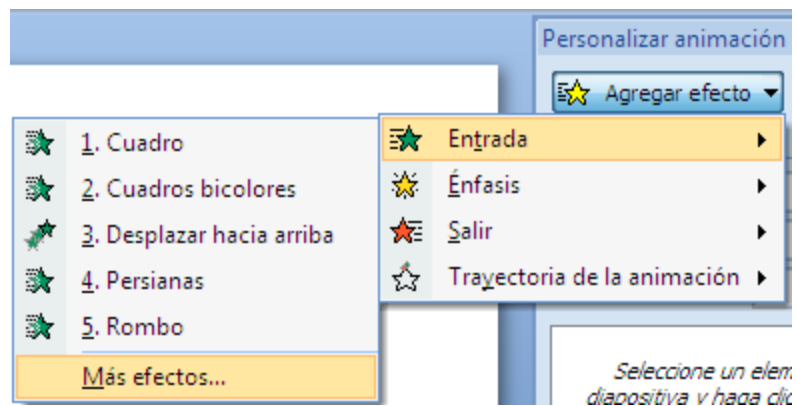 Personalizar animación
Agregar efecto
Entrada
Énfasis
Salir
Trayectoria de la animación
1. Cuadro
2. Cuadros bicolores
3. Desplazar hacia arriba
4. Persianas
5. Rombo
Más efectos...
Seleccione un elem
diapositiva y haga clic